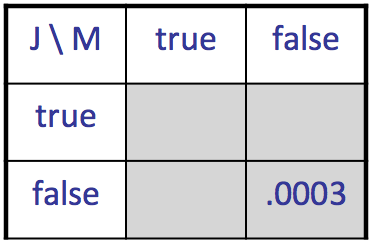 J \ M true false
true
false .0003